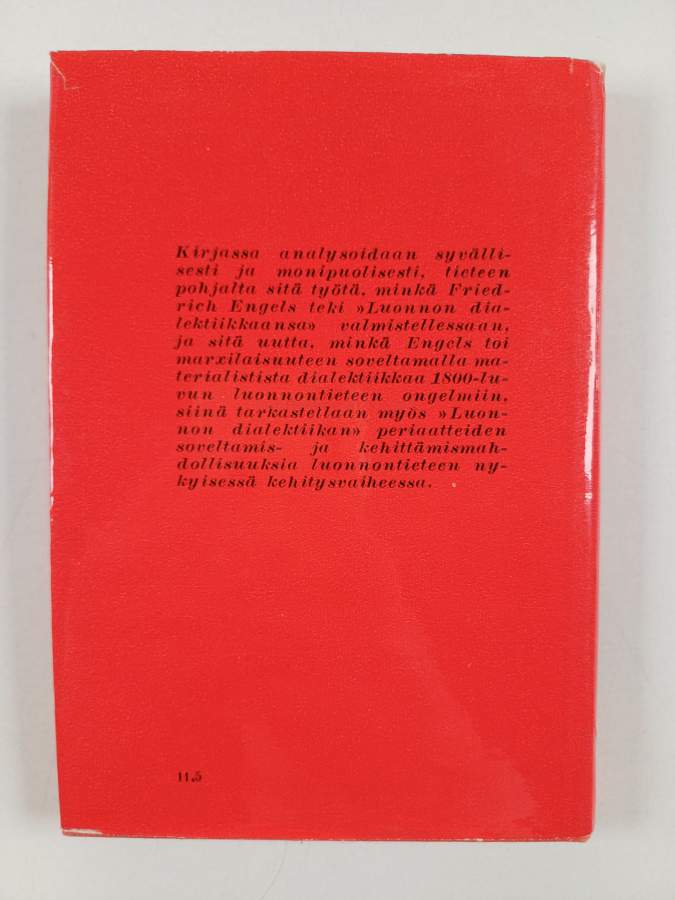 Kirjassa analysoidaan syvälli-
sesti ja monipuolisesti, tieteen
pohjalta sitä työtä, minkä Fried-
rich Engels teki »Luonnon dia-
lektiikkaansa» valmistellessaan,
ja sitä uutta, minkä Engels toi
marxilaisuuteen soveltamalla ma-
terialistista dialektiikkaa 1800-lu-
vun luonnontieteen ongelmiin,
siinä tarkastellaan myös »Luon-
non dialektiikan» periaatteiden
soveltamis- ja kehittämismah-
dollisuuksia luonnontieteen ny-
kyisessä kehitysvaiheessa.
11.5